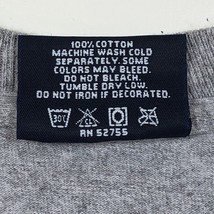 100% COTTON
MACHINE WASH COLD
SEPARATELY. SOME
COLORS MAY BLEED.
DO NOT BLEACH.
TUMBLE DRY LOW.
DO NOT IRON IF DECORATED.
30°
RN 52755